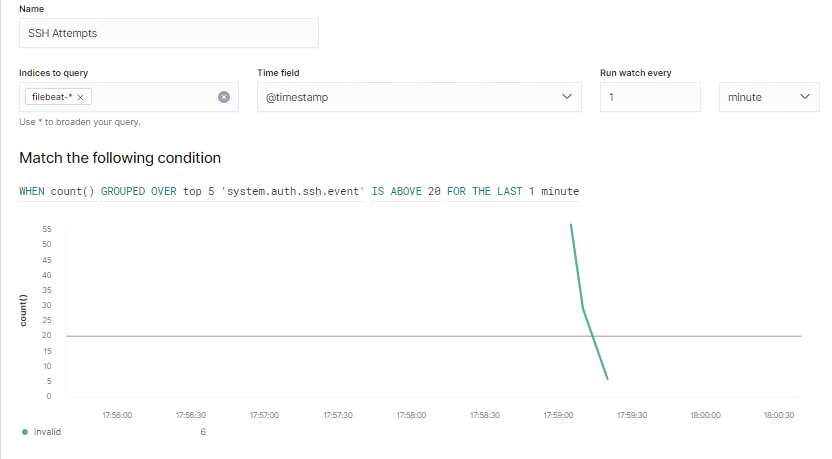 Name
SSH Attempts
Indices to query Time field Run watch every
filebeat-* × @timestamp 1 minute
Use * to broaden your query.
Match the following condition
WHEN count() GROUPED OVER top 5 'system.auth.ssh.event' IS ABOVE 20 FOR THE LAST 1 minute
55
50
45
40
35
30
25
20
15
10
5
0
count()
17:56:00 17:56:30 17:57:00 17:57:30 17:58:00 17:58:30 17:59:00 17:59:30 18:00:00 18:00:30
Invalid 6